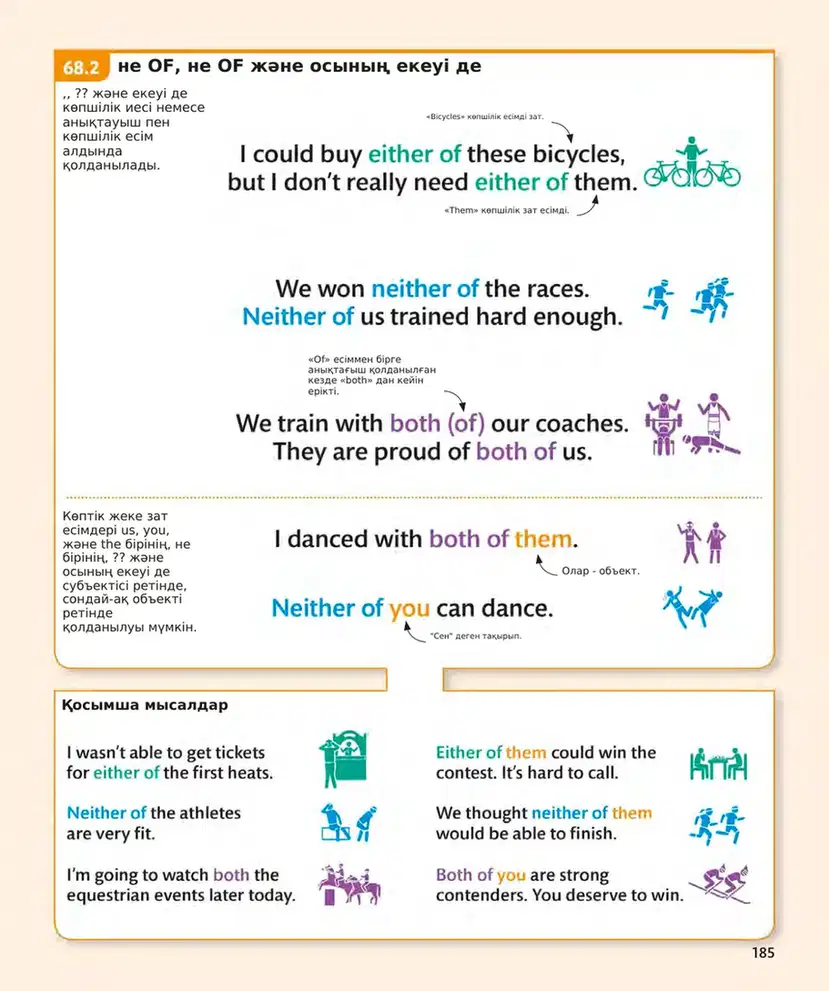 68.2 не OF, не OF және осының екеуі де
,, ?? және екеуі де
көпшілік иесі немесе
анықтауыш пен
көпшілік есім
алдында
қолданылады.
«Bicycles» көпшілік есімді зат.
I could buy either of these bicycles,
but I don't really need either of them.
«Them» көпшілік зат есімді.
We won neither of the races.
Neither of us trained hard enough.
«Of» есіммен бірге
анықтағыш қолданылған
кезде «both» дан кейін
ерікті.
We train with both (of) our coaches.
They are proud of both of us.
Көптік жеке зат
есімдері us, you,
және the бірінің, не
бірінің, ?? және
осының екеуі де
субъектісі ретінде,
сондай-ақ объекті
ретінде
қолданылуы мүмкін.
I danced with both of them.
Олар - объект.
Neither of you can dance.
"Сен" деген тақырып.
Қосымша мысалдар
I wasn't able to get tickets
for either of the first heats.
Neither of the athletes
are very fit.
I'm going to watch both the
equestrian events later today.
Either of them could win the
contest. It's hard to call.
We thought neither of them
would be able to finish.
Both of you are strong
contenders. You deserve to win.
185